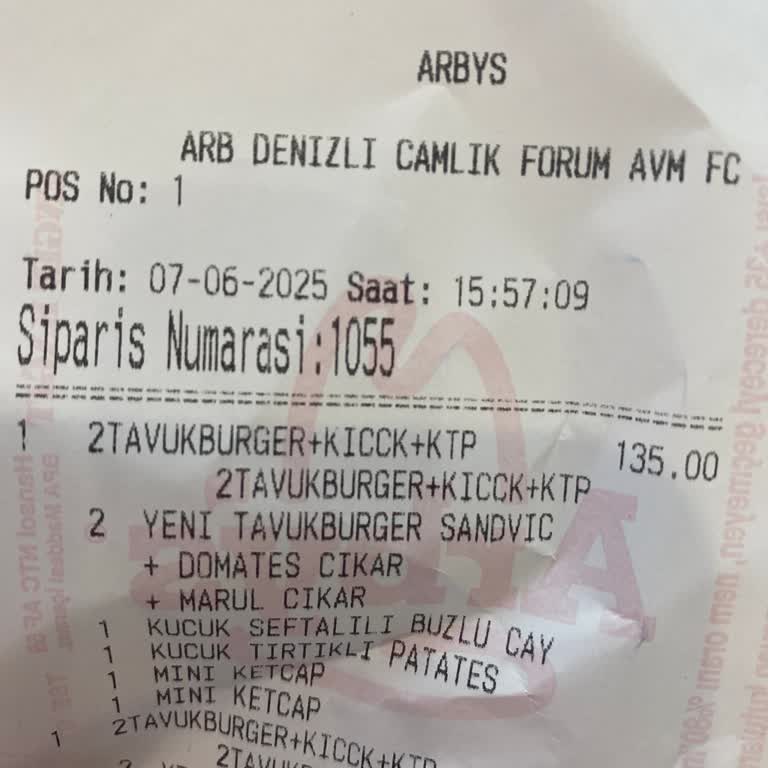 ARBYS
ARB DENIZLI CAMLIK FORUM AVM FC
POS No: 1
Tarih: 07-06-2025 Saat: 15:57:09
Siparis Numarasi:1055
1 2TAVUKBURGER+KICCK+KTP 135.00
2TAVUKBURGER+KICCK+KTP
2 YENI TAVUKBURGER SANDVIC
+ DOMATES CIKAR
+ MARUL CIKAR
1 KUCUK SEFTALILI BUZLU CAY
1 KUCUK TIRTIKLI PATATES
1 MINI KETCAP
1 MINI KETCAP
1 2TAVUKBURGER+KICCK+KTP